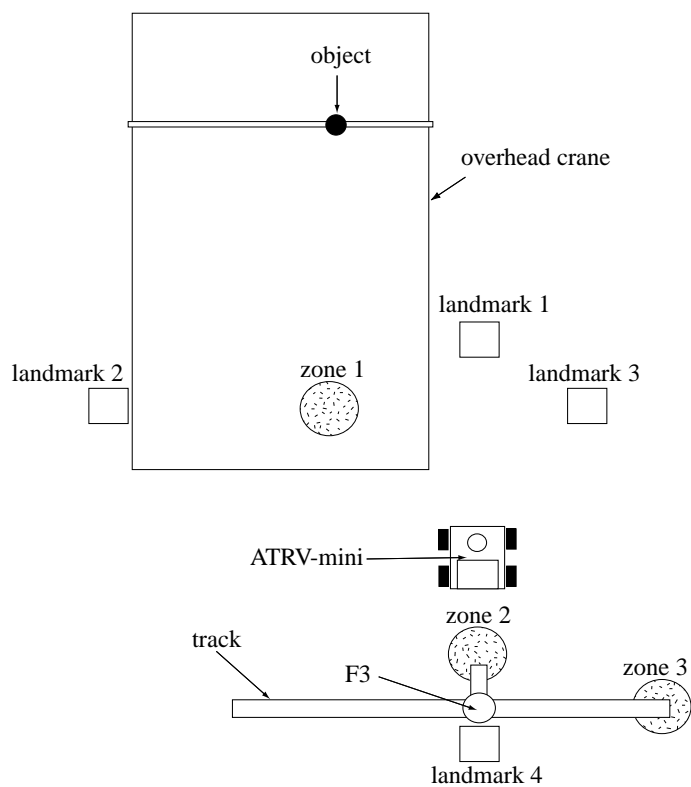 object
overhead crane
landmark 1
zone 1
landmark 2
landmark 3
ATRV-mini
zone 2
track
zone 3
F3
landmark 4